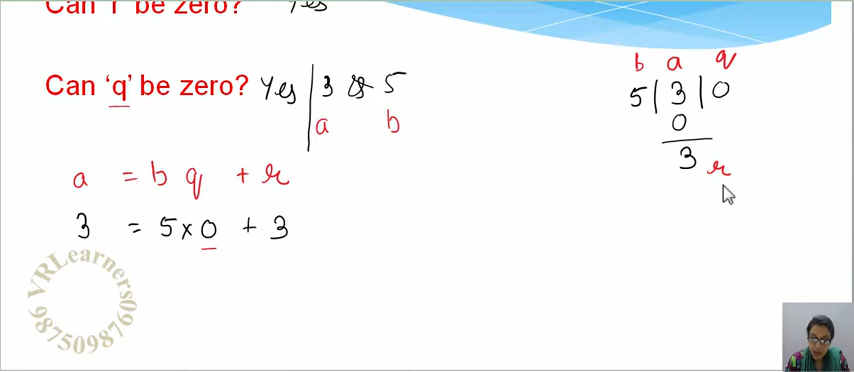 Can 'r' be zero? Yes
Can 'q' be zero? Yes | 3 & 5
a b
a = b q + r
3 = 5 × 0 + 3
b a q
5 | 3 | 0
0
3 r
VRLearners
9875098760